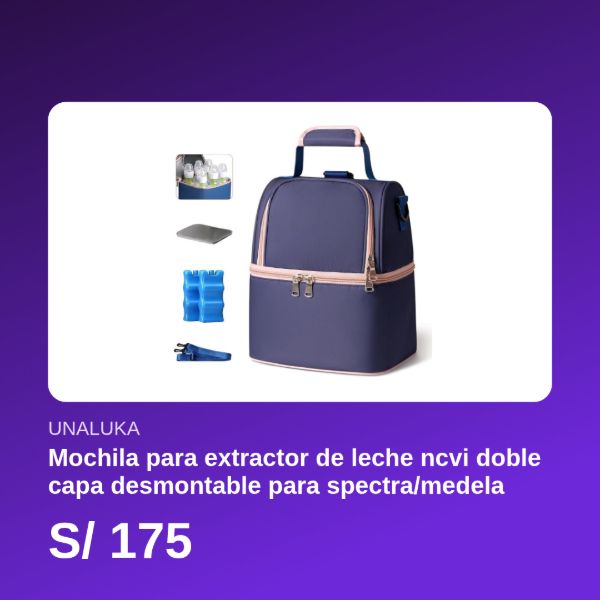 UNALUKA
Mochila para extractor de leche ncvi doble
capa desmontable para spectra/medela
S/ 175